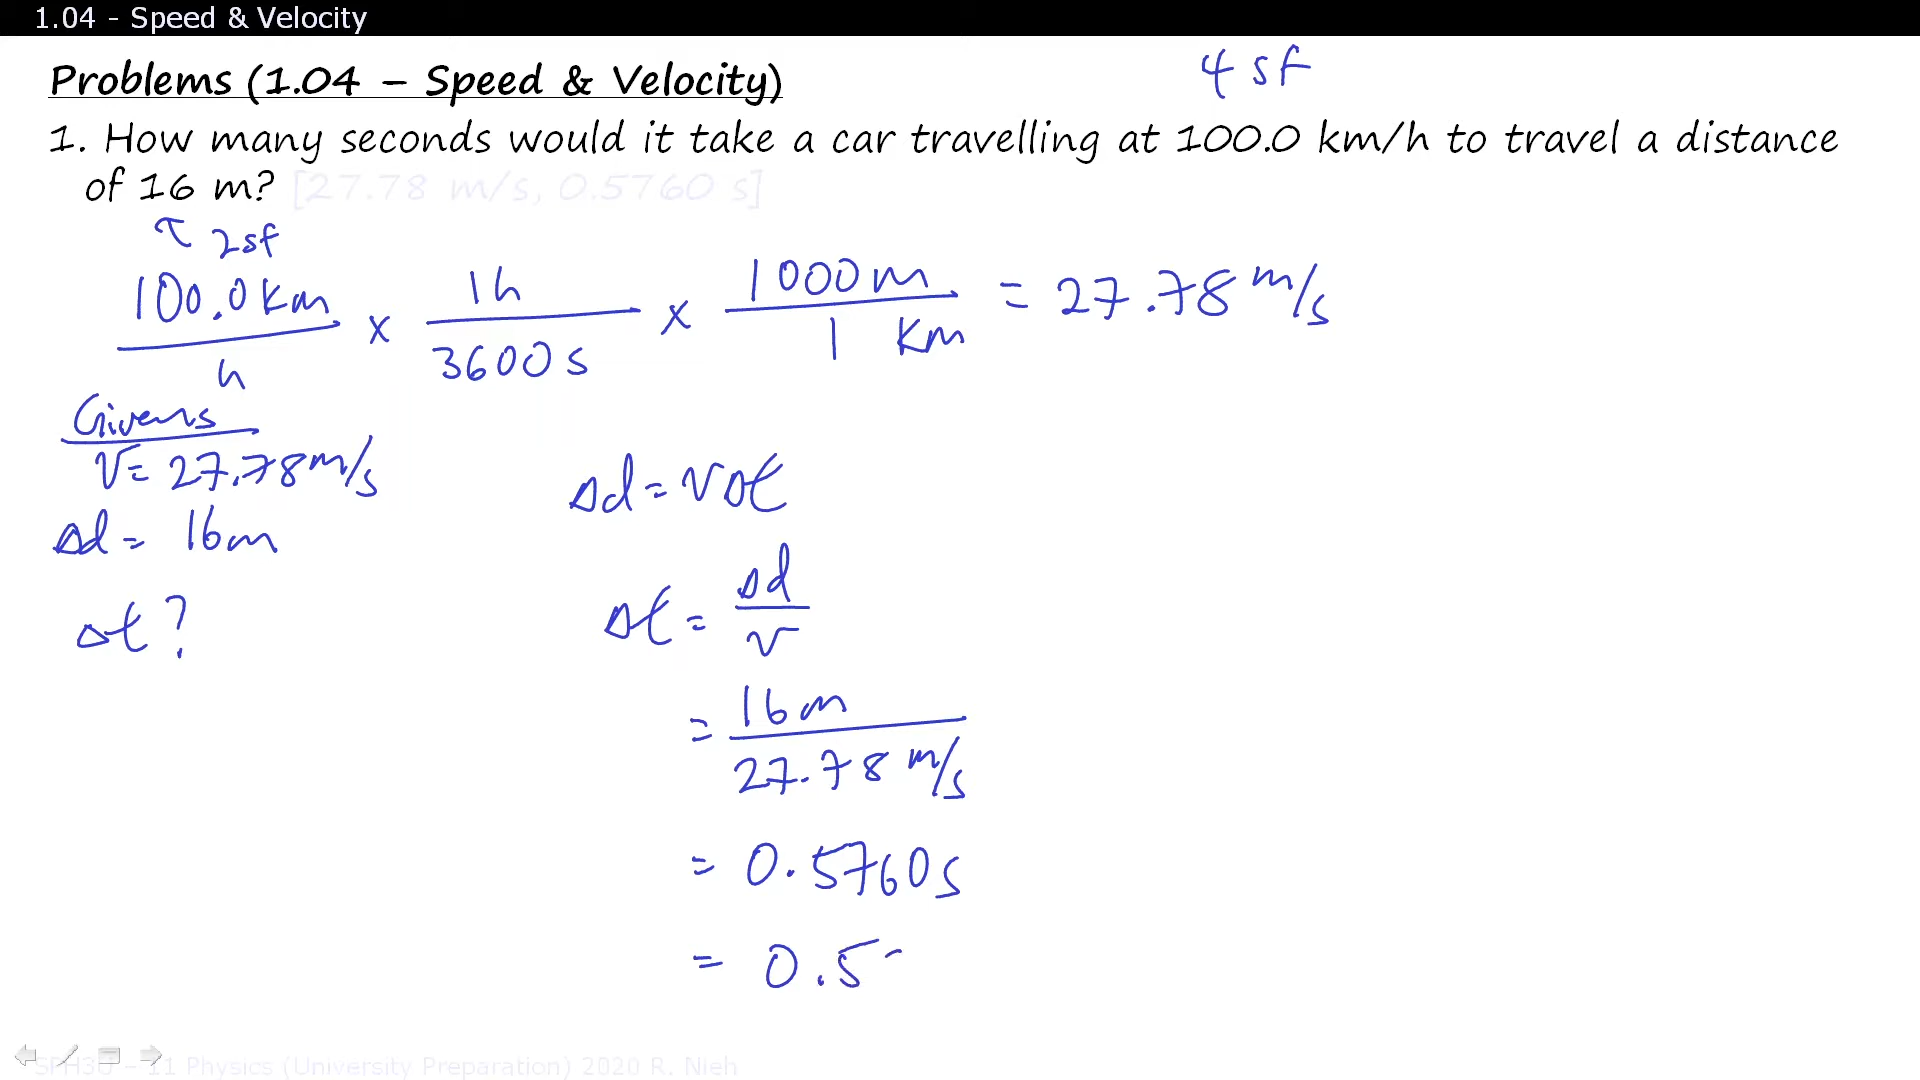 1.04 - Speed & Velocity
Problems (1.04 – Speed & Velocity)
4 sf
1. How many seconds would it take a car travelling at 100.0 km/h to travel a distance
of 16 m? [27.78 m/s, 0.5760 s]
2sf
100.0 km / h × 1h / 3600 s × 1000 m / 1 km = 27.78 m/s
Givens
v = 27.78 m/s
Δd = 16m
Δt ?
Δd = vΔt
Δt = Δd / v
= 16m / 27.78 m/s
= 0.5760 s
= 0.5
SPH3U – 11 Physics (University Preparation) 2020 R. Nieh